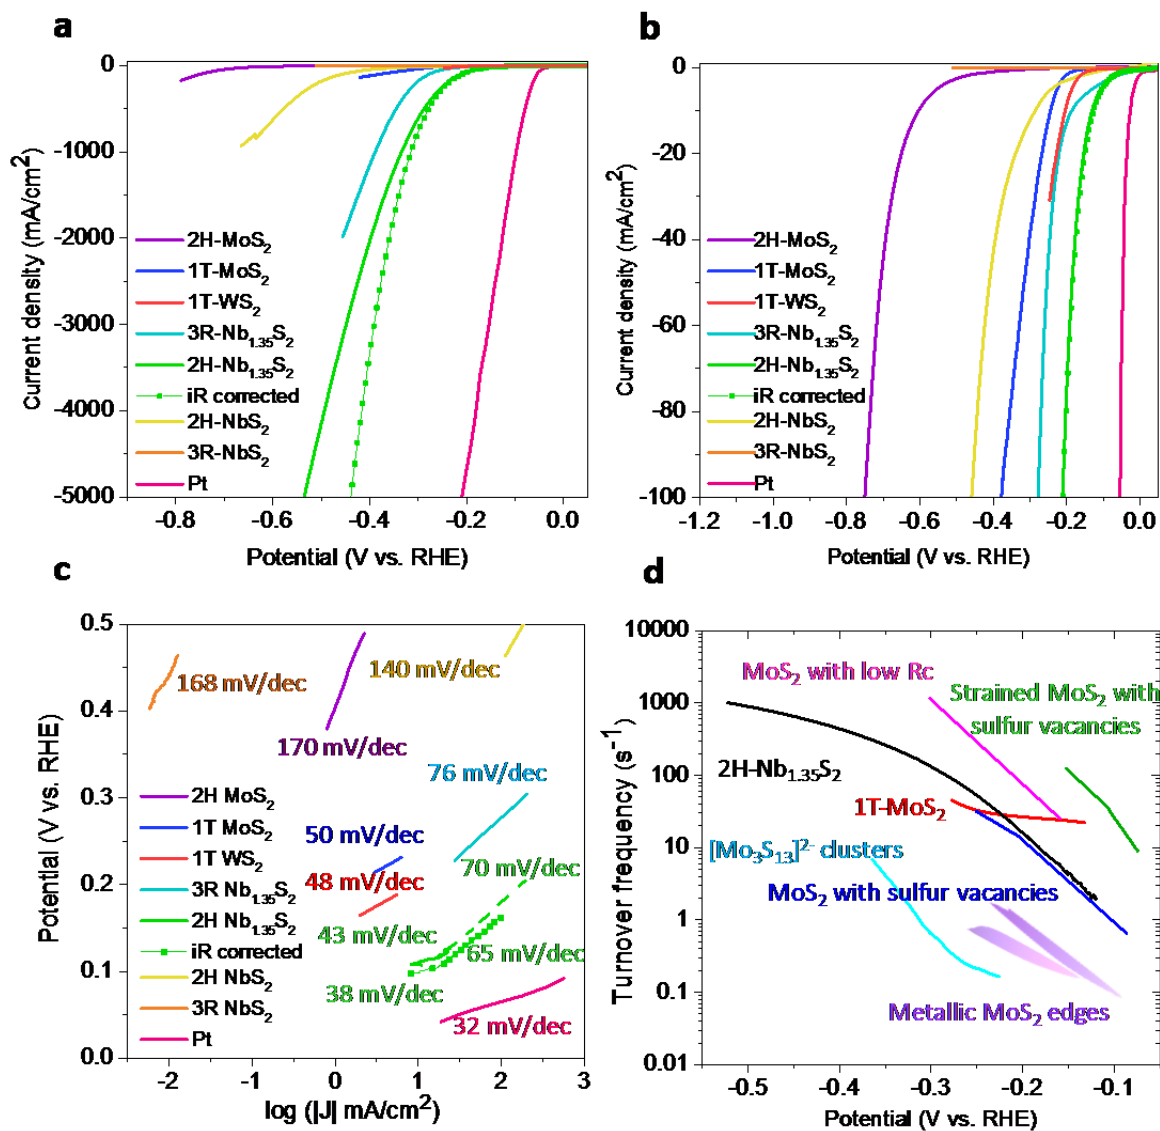 a
0
-1000
-2000
-3000
-4000
-5000
Current density (mA/cm²)
2H-MoS₂
1T-MoS₂
1T-WS₂
3R-Nb₁.₃₅S₂
2H-Nb₁.₃₅S₂
iR corrected
2H-NbS₂
3R-NbS₂
Pt
-0.8 -0.6 -0.4 -0.2 0.0
Potential (V vs. RHE)
b
0
-20
-40
-60
-80
-100
Current density (mA/cm²)
2H-MoS₂
1T-MoS₂
1T-WS₂
3R-Nb₁.₃₅S₂
2H-Nb₁.₃₅S₂
iR corrected
2H-NbS₂
3R-NbS₂
Pt
-1.2 -1.0 -0.8 -0.6 -0.4 -0.2 0.0
Potential (V vs. RHE)
c
0.5
0.4
0.3
0.2
0.1
0.0
Potential (V vs. RHE)
168 mV/dec
140 mV/dec
170 mV/dec
76 mV/dec
50 mV/dec
70 mV/dec
48 mV/dec
43 mV/dec
65 mV/dec
38 mV/dec
32 mV/dec
2H MoS₂
1T MoS₂
1T WS₂
3R Nb₁.₃₅S₂
2H Nb₁.₃₅S₂
iR corrected
2H NbS₂
3R NbS₂
Pt
-2 -1 0 1 2 3
log (|J| mA/cm²)
d
10000
1000
100
10
1
0.1
0.01
Turnover frequency (s⁻¹)
MoS₂ with low Rc
Strained MoS₂ with
sulfur vacancies
2H-Nb₁.₃₅S₂
1T-MoS₂
[Mo₃S₁₃]²⁻ clusters
MoS₂ with sulfur vacancies
Metallic MoS₂ edges
-0.5 -0.4 -0.3 -0.2 -0.1
Potential (V vs. RHE)